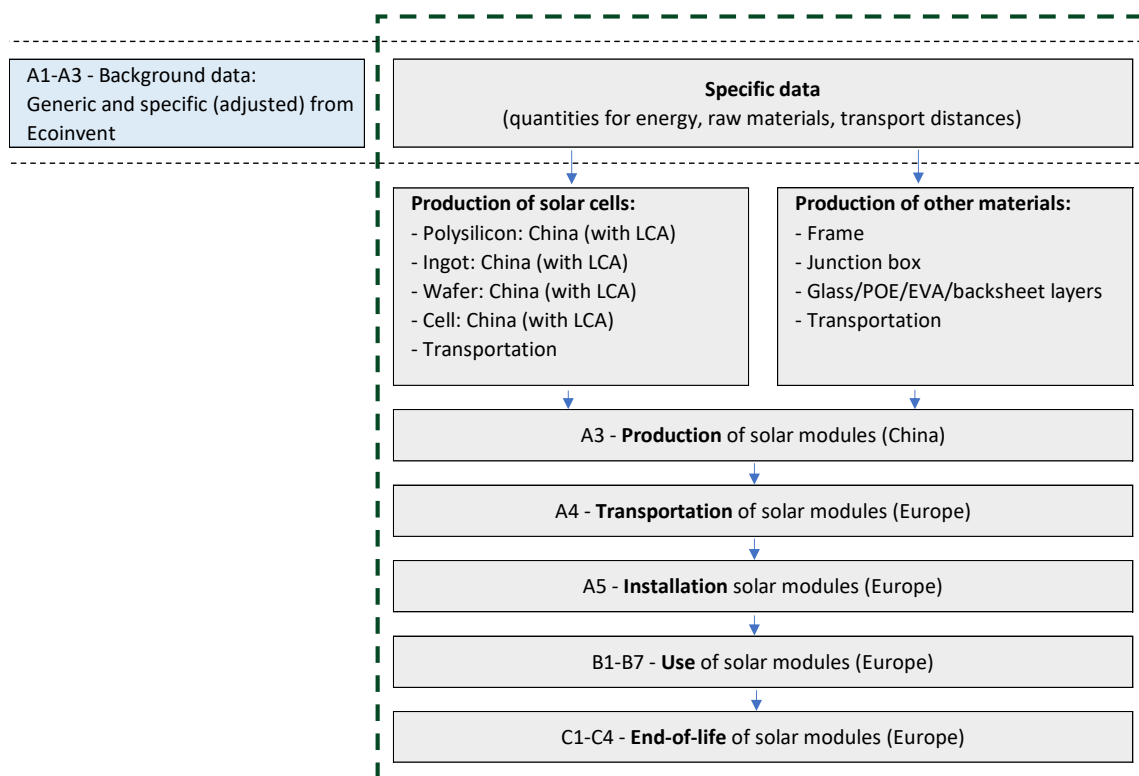 A1-A3 - Background data:
Generic and specific (adjusted) from
Ecoinvent
Specific data
(quantities for energy, raw materials, transport distances)
Production of solar cells:
- Polysilicon: China (with LCA)
- Ingot: China (with LCA)
- Wafer: China (with LCA)
- Cell: China (with LCA)
- Transportation
Production of other materials:
- Frame
- Junction box
- Glass/POE/EVA/backsheet layers
- Transportation
A3 - Production of solar modules (China)
A4 - Transportation of solar modules (Europe)
A5 - Installation solar modules (Europe)
B1-B7 - Use of solar modules (Europe)
C1-C4 - End-of-life of solar modules (Europe)